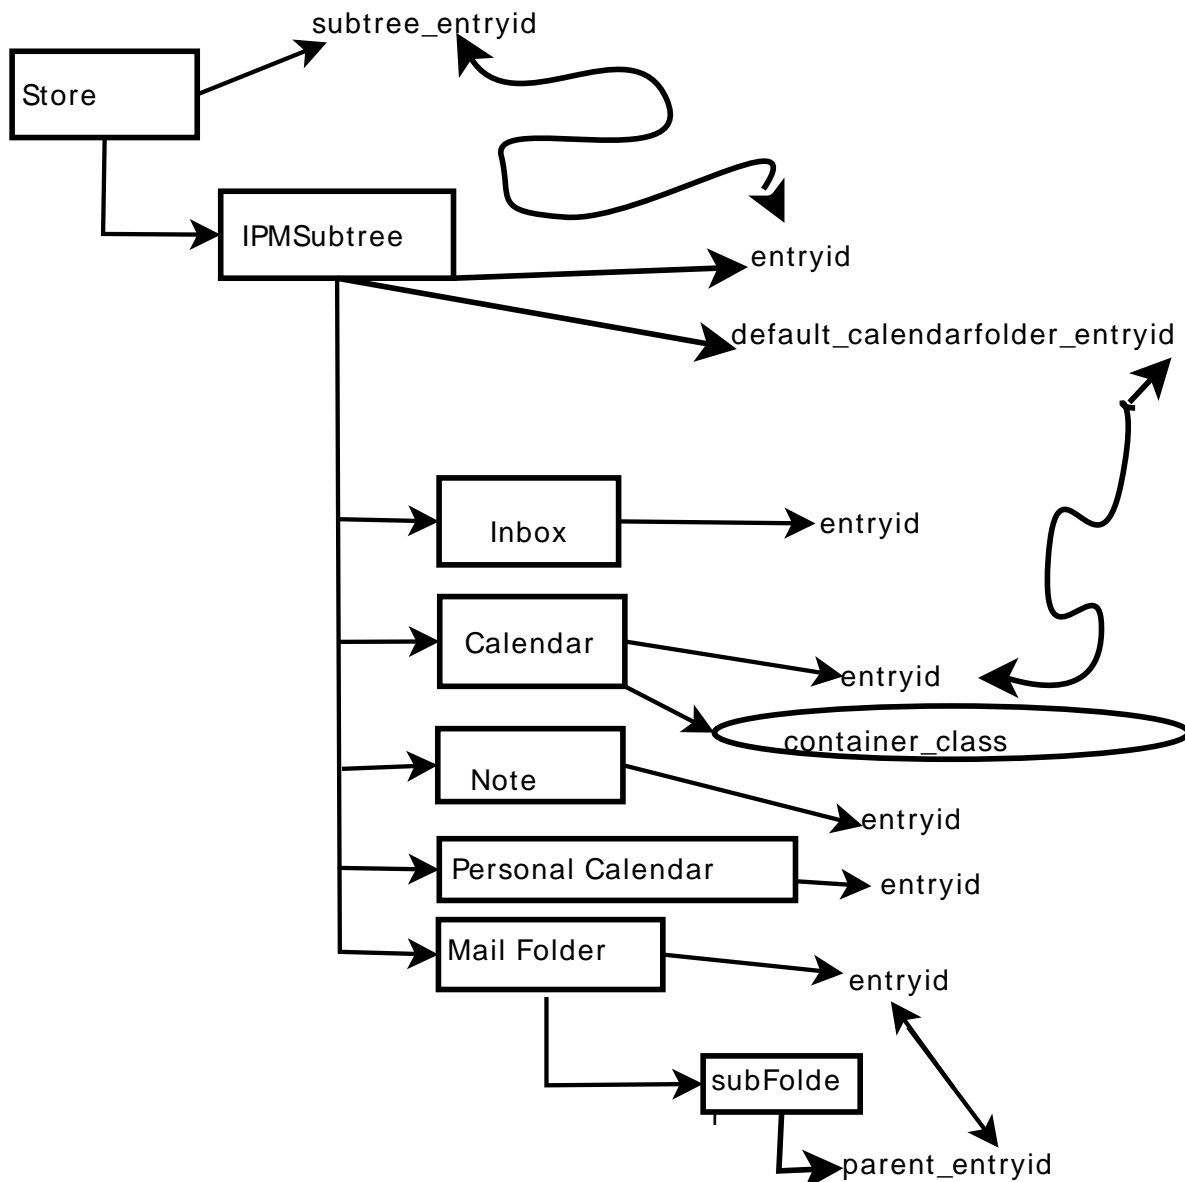 subtree_entryid
Store
IPMSubtree
entryid
default_calendarfolder_entryid
Inbox
entryid
Calendar
entryid
container_class
Note
entryid
Personal Calendar
entryid
Mail Folder
entryid
subFolde
parent_entryid